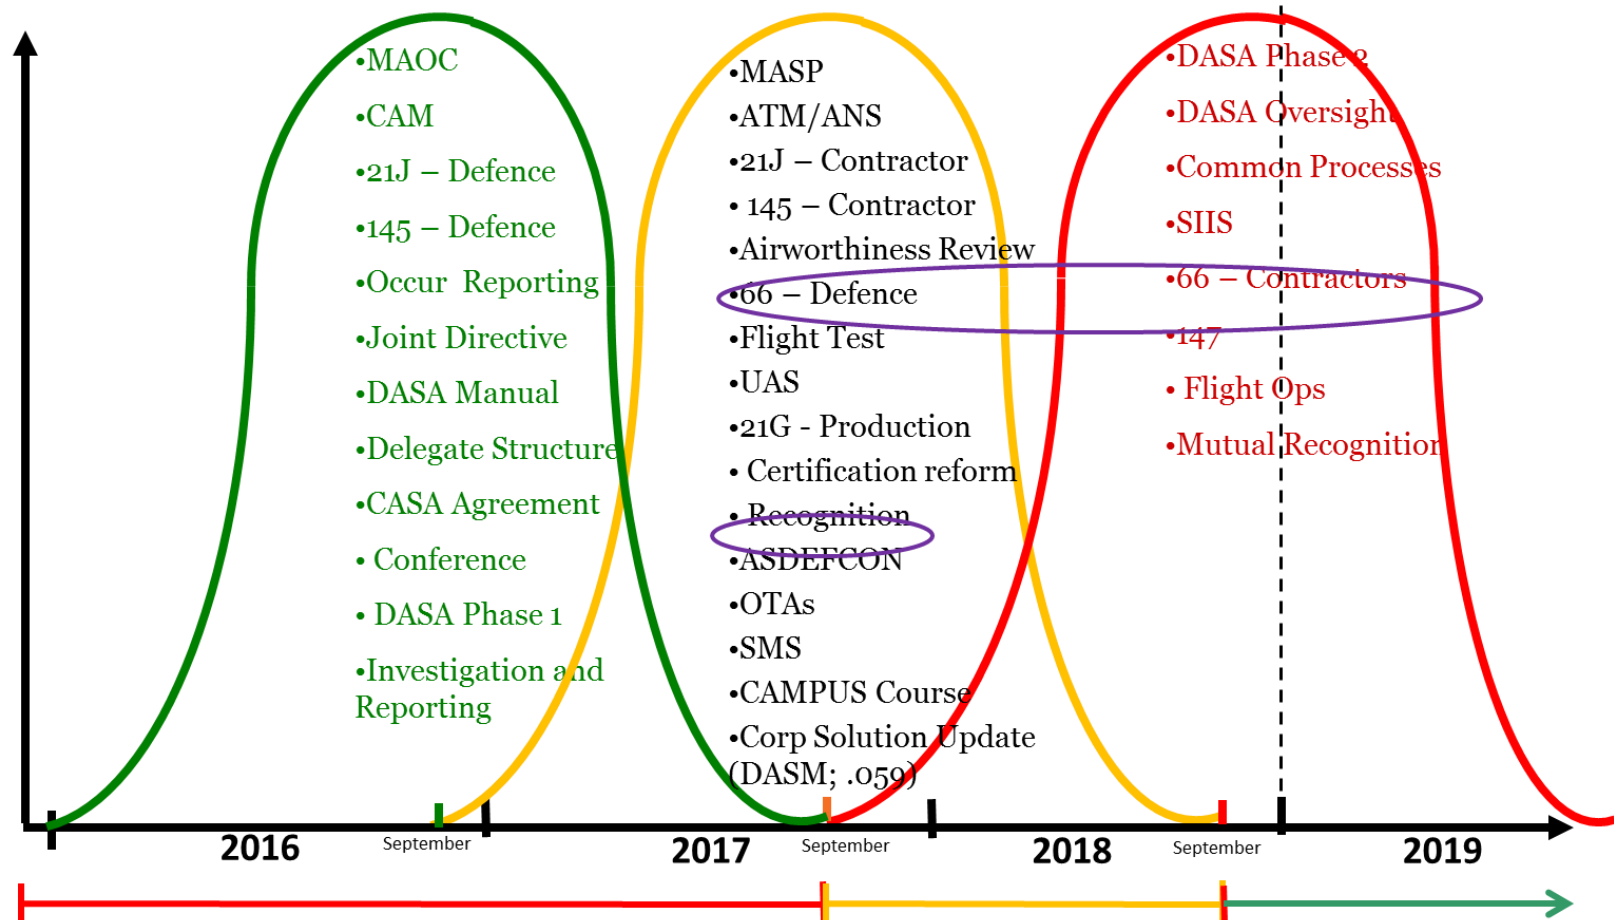 •MAOC
•CAM
•21J – Defence
•145 – Defence
•Occur  Reporting
•Joint Directive
•DASA Manual
•Delegate Structure
•CASA Agreement
• Conference
• DASA Phase 1
•Investigation and
Reporting
•MASP
•ATM/ANS
•21J – Contractor
• 145 – Contractor
•Airworthiness Review
•66 – Defence
•Flight Test
•UAS
•21G - Production
• Certification reform
• Recognition
•ASDEFCON
•OTAs
•SMS
•CAMPUS Course
•Corp Solution Update
(DASM; .059)
•DASA Phase 2
•DASA Oversight
•Common Processes
•SIIS
•66 – Contractors
•147
• Flight Ops
•Mutual Recognition
2016
September
2017
September
2018
September
2019